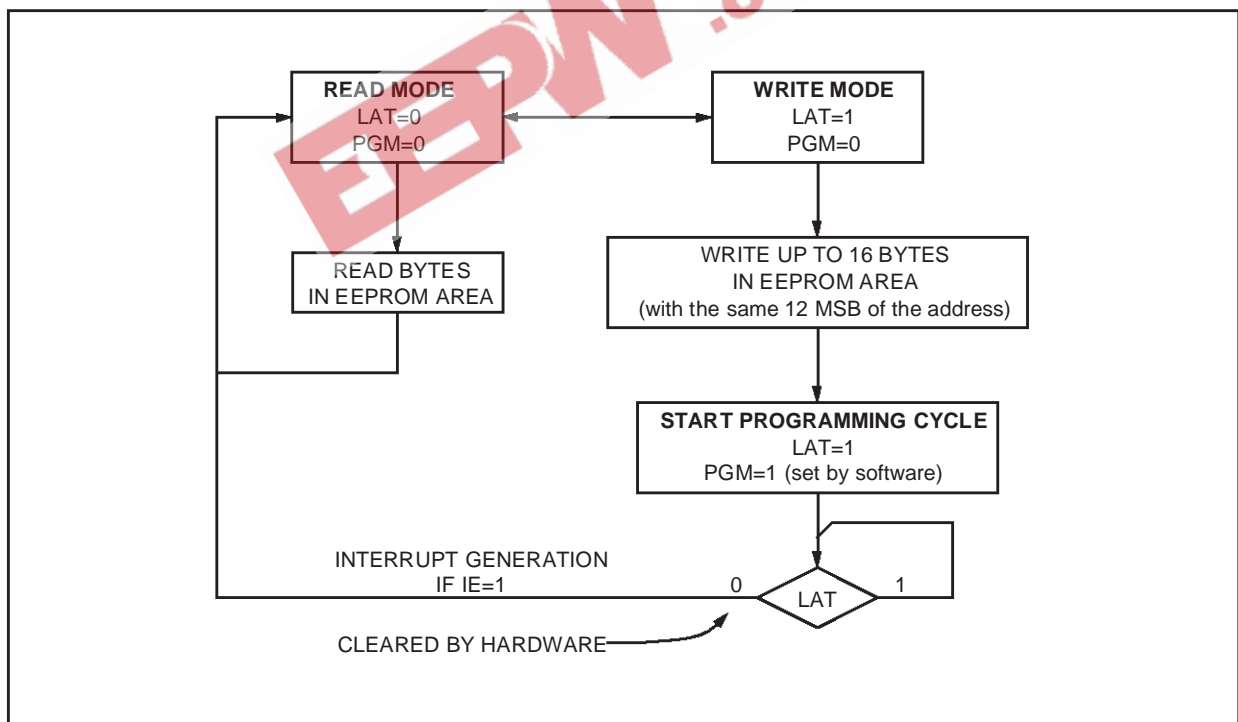 EEPW
READ MODE
LAT=0
PGM=0
WRITE MODE
LAT=1
PGM=0
READ BYTES
IN EEPROM AREA
WRITE UP TO 16 BYTES
IN EEPROM AREA
(with the same 12 MSB of the address)
START PROGRAMMING CYCLE
LAT=1
PGM=1 (set by software)
INTERRUPT GENERATION
IF IE=1
0
LAT
1
CLEARED BY HARDWARE